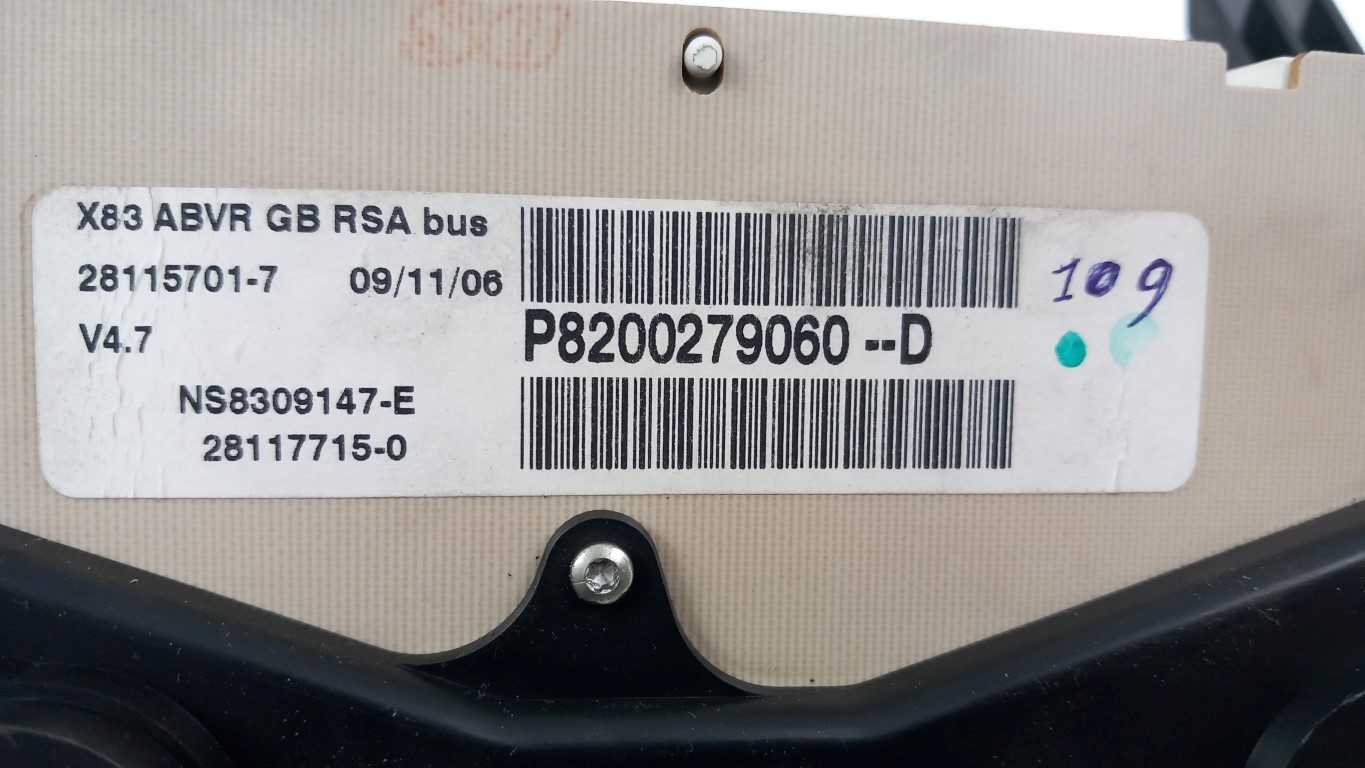 X83 ABVR GB RSA bus
28115701-7 09/11/06
V4.7
P8200279060 --D
NS8309147-E
28117715-0
109